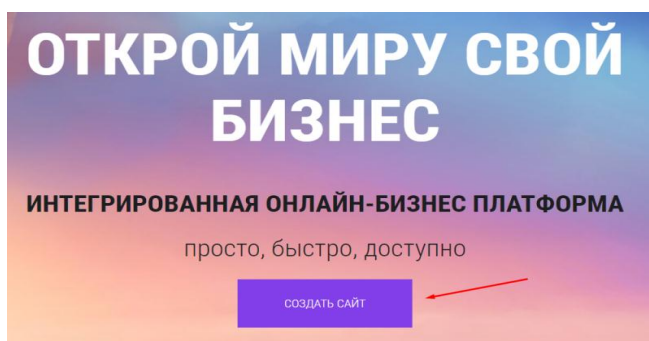 ОТКРОЙ МИРУ СВОЙ
БИЗНЕС
ИНТЕГРИРОВАННАЯ ОНЛАЙН-БИЗНЕС ПЛАТФОРМА
просто, быстро, доступно
СОЗДАТЬ САЙТ